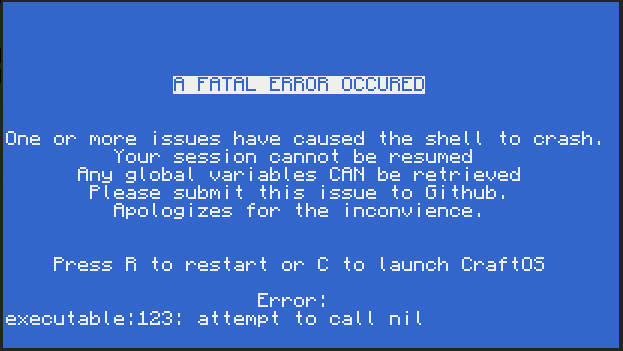 A FATAL ERROR OCCURED
One or more issues have caused the shell to crash.
Your session cannot be resumed
Any global variables CAN be retrieved
Please submit this issue to Github.
Apologizes for the inconvience.
Press R to restart or C to launch CraftOS
Error:
executable:123: attempt to call nil